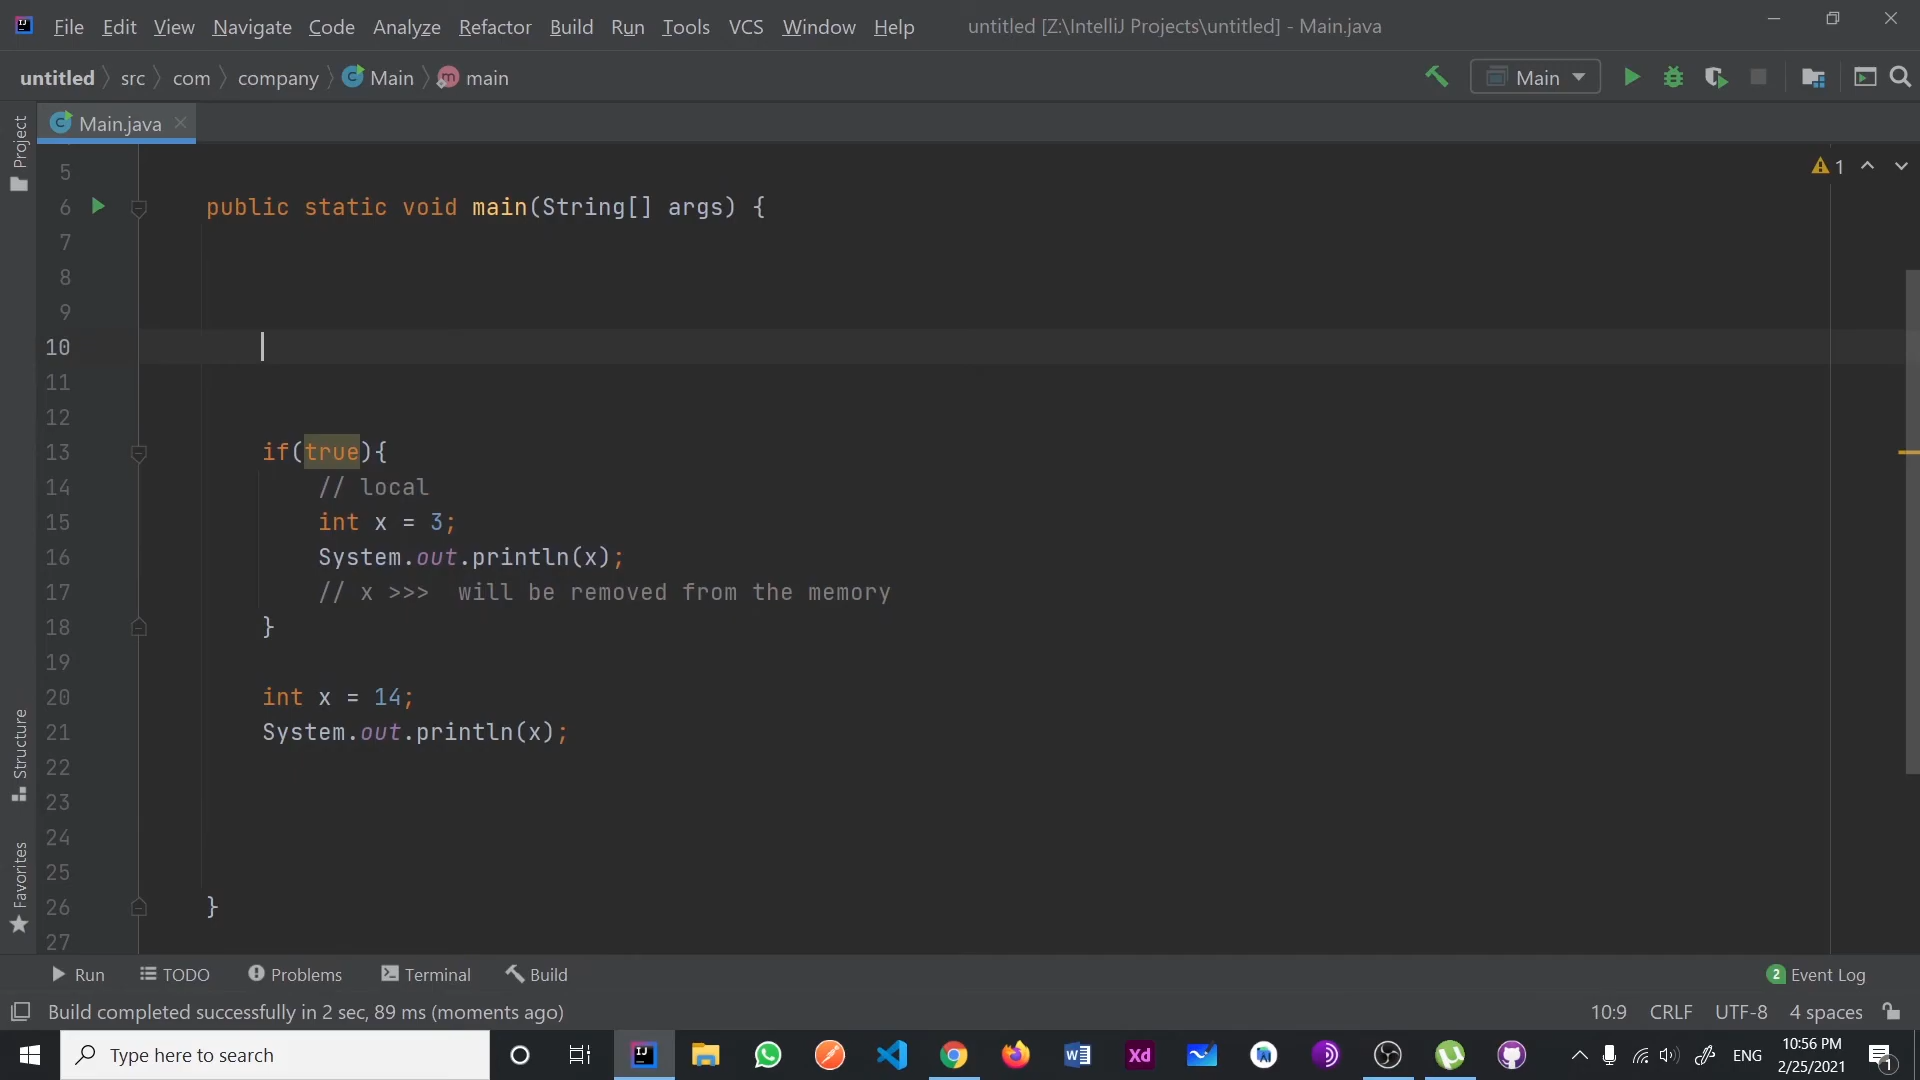 File Edit View Navigate Code Analyze Refactor Build Run Tools VCS Window Help untitled [Z:\IntelliJ Projects\untitled] - Main.java
untitled src com company Main main
Main
Main.java
Project
1
5
6 public static void main(String[] args) {
7
8
9
10
11
12
13 if(true){
14 // local
15 int x = 3;
16 System.out.println(x);
17 // x >>>  will be removed from the memory
18 }
19
20 int x = 14;
21 System.out.println(x);
22
23
24
25
26 }
27
Structure
Favorites
Run TODO Problems Terminal Build 2 Event Log
Build completed successfully in 2 sec, 89 ms (moments ago) 10:9 CRLF UTF-8 4 spaces
Type here to search ENG 10:56 PM
2/25/2021 1